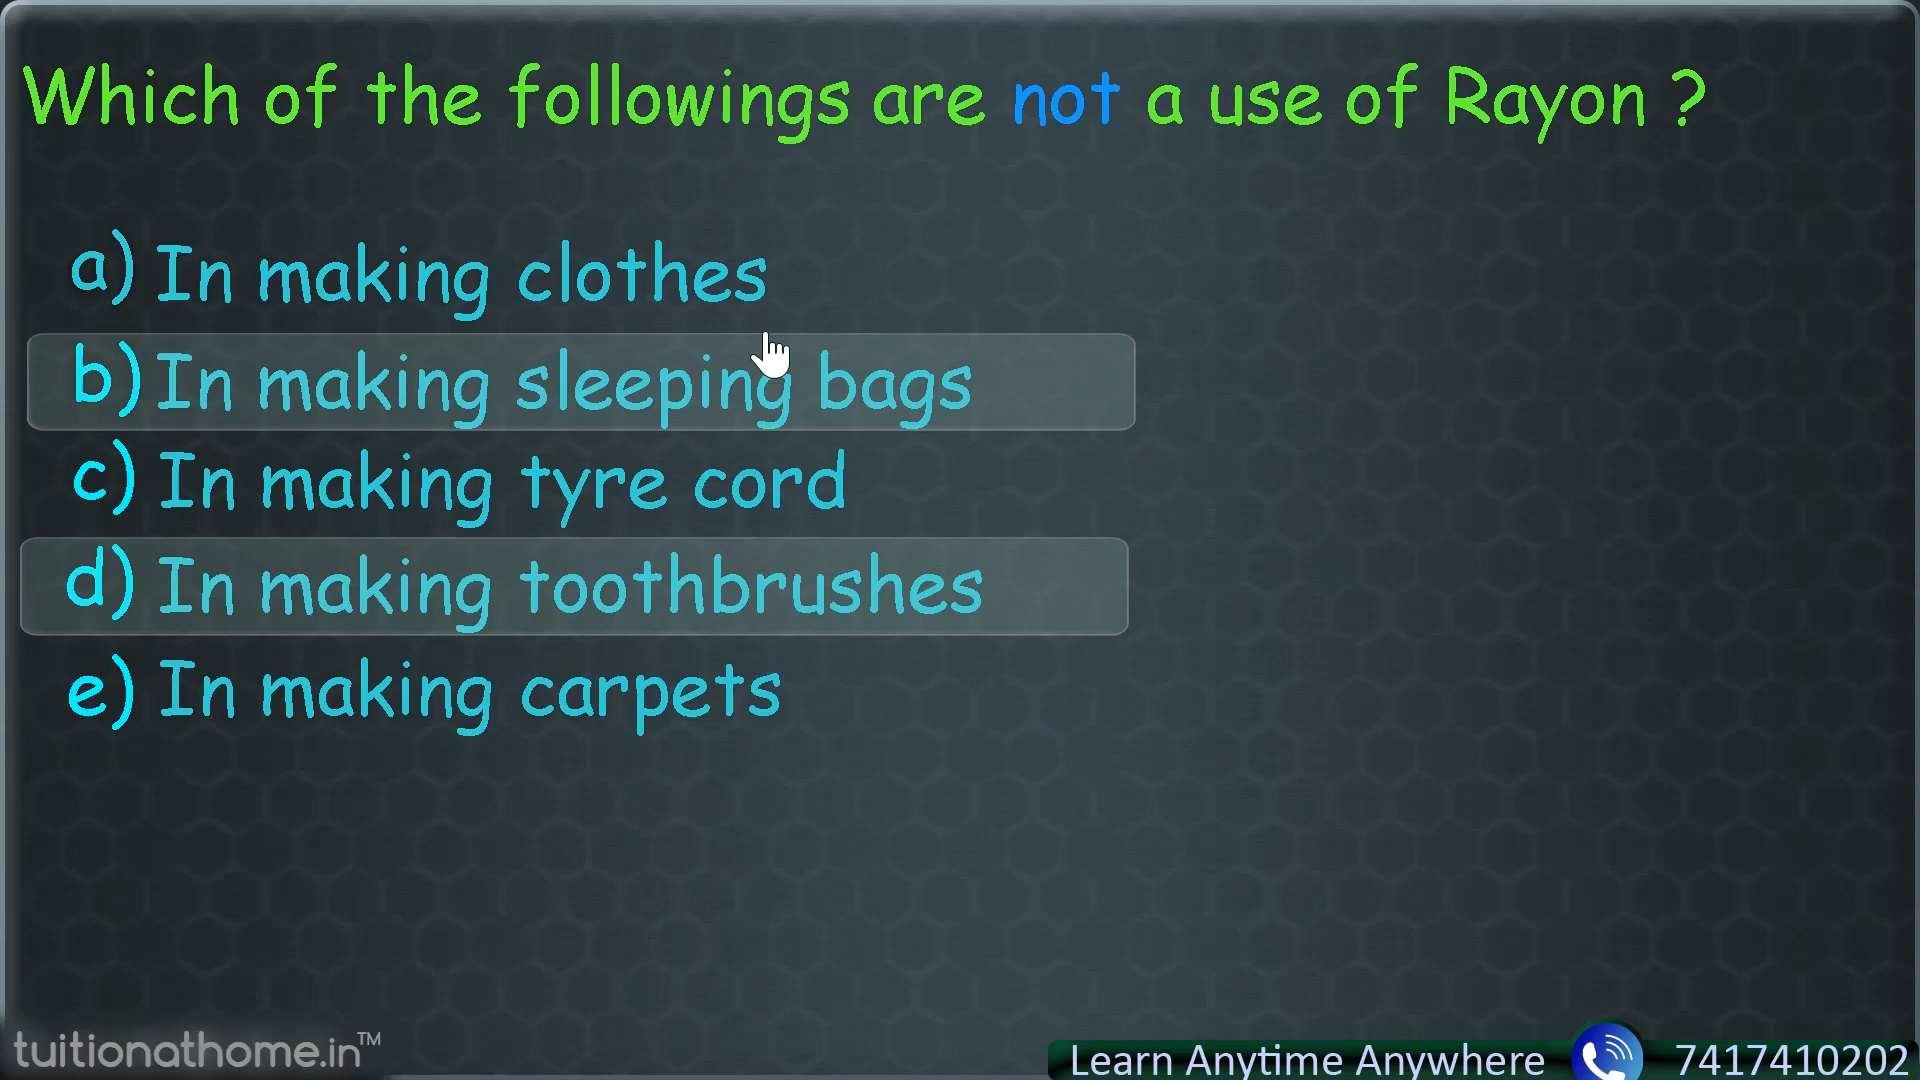 Which of the followings are not a use of Rayon ?
a) In making clothes
b) In making sleeping bags
c) In making tyre cord
d) In making toothbrushes
e) In making carpets
tuitionathome.in™
Learn Anytime Anywhere 7417410202